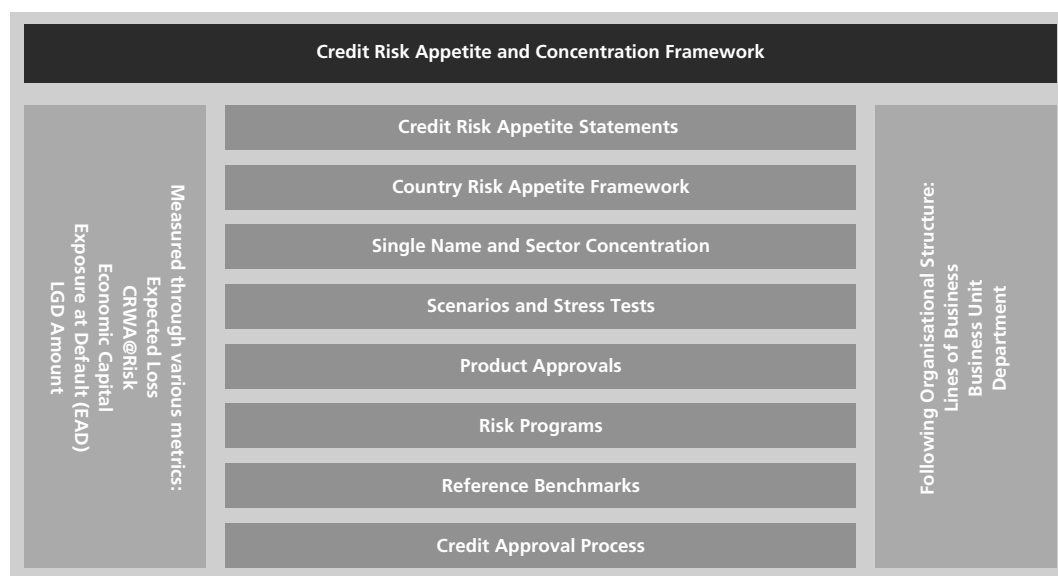 Credit Risk Appetite and Concentration Framework
Measured through various metrics:
Expected Loss
CRWA@Risk
Economic Capital
Exposure at Default (EAD)
LGD Amount
Credit Risk Appetite Statements
Country Risk Appetite Framework
Single Name and Sector Concentration
Scenarios and Stress Tests
Product Approvals
Risk Programs
Reference Benchmarks
Credit Approval Process
Following Organisational Structure:
Lines of Business
Business Unit
Department